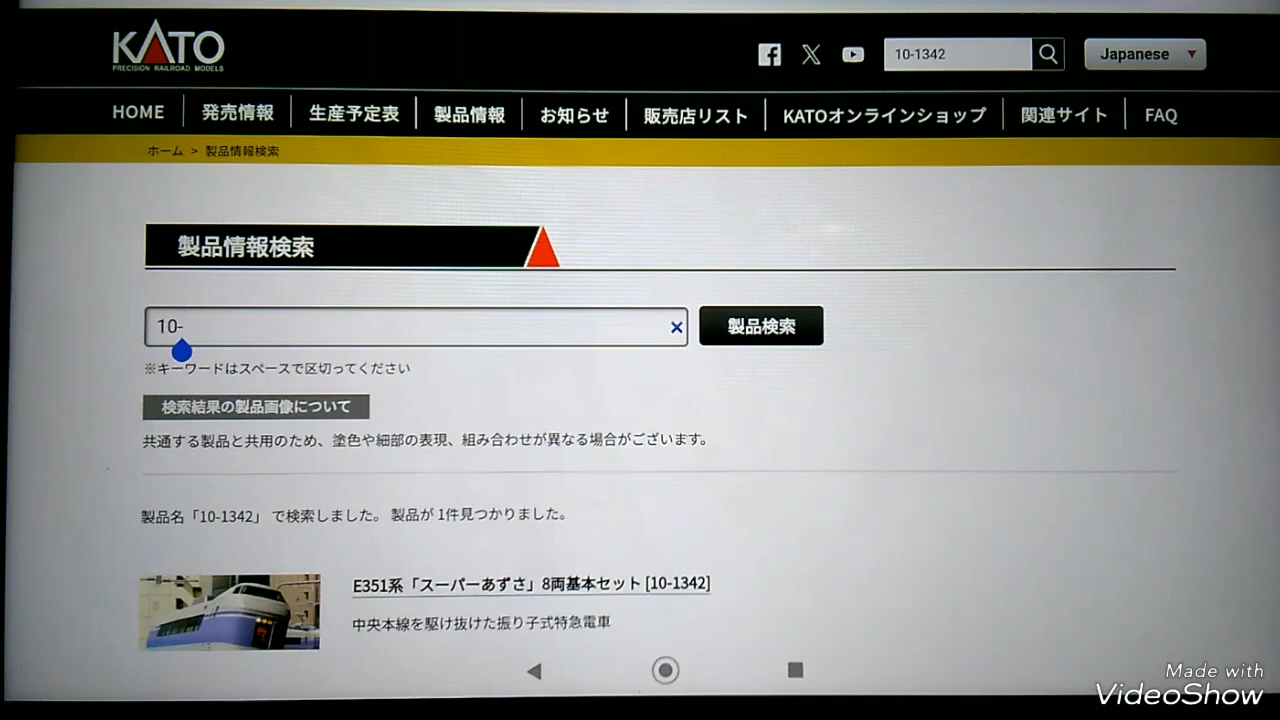 KATO
PRECISION RAILROAD MODELS
10-1342
Japanese ▼
HOME
発売情報
生産予定表
製品情報
お知らせ
販売店リスト
KATOオンラインショップ
関連サイト
FAQ
ホーム > 製品情報検索
製品情報検索
10-
製品検索
※キーワードはスペースで区切ってください
検索結果の製品画像について
共通する製品と共用のため、塗色や細部の表現、組み合わせが異なる場合がございます。
製品名「10-1342」 で検索しました。 製品が 1件見つかりました。
E351系「スーパーあずさ」8両基本セット [10-1342]
中央本線を駆け抜けた振り子式特急電車
Made with
VideoShow